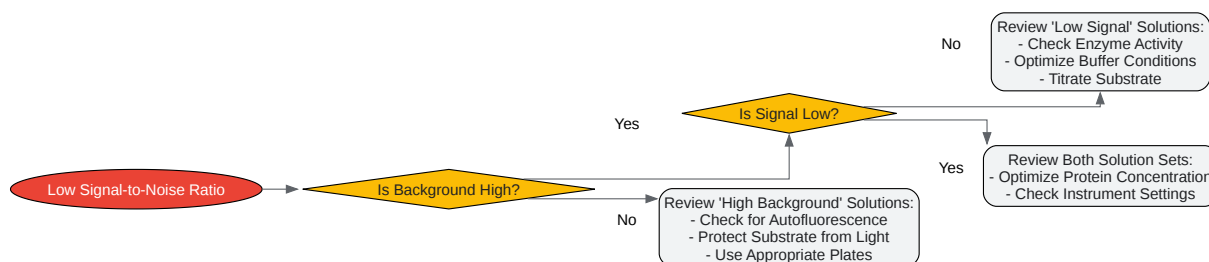 Low Signal-to-Noise Ratio
Is Background High?
Yes
No
Review 'High Background' Solutions:
- Check for Autofluorescence
- Protect Substrate from Light
- Use Appropriate Plates
Is Signal Low?
No
Yes
Review 'Low Signal' Solutions:
- Check Enzyme Activity
- Optimize Buffer Conditions
- Titrate Substrate
Review Both Solution Sets:
- Optimize Protein Concentration
- Check Instrument Settings